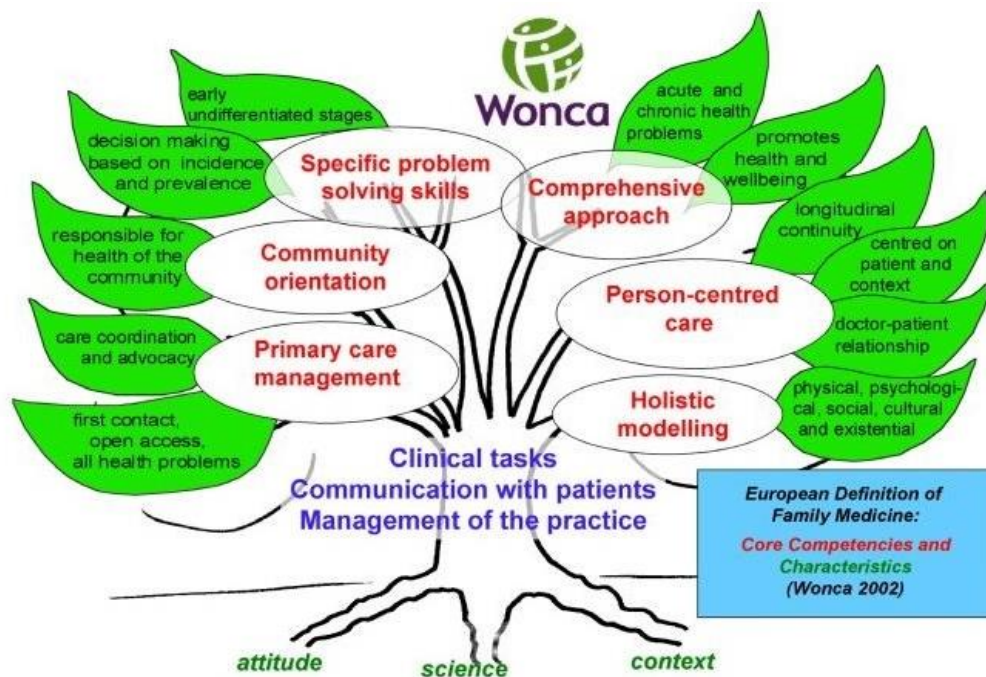 Wonca
early
undifferentiated stages
decision making
based on incidence
and prevalence
responsible for
health of the
community
care coordination
and advocacy
first contact,
open access,
all health problems
Specific problem
solving skills
Community
orientation
Primary care
management
acute and
chronic health
problems
promotes
health and
wellbeing
longitudinal
continuity
centred on
patient and
context
doctor-patient
relationship
physical, psychologi-
cal, social, cultural
and existential
Comprehensive
approach
Person-centred
care
Holistic
modelling
Clinical tasks
Communication with patients
Management of the practice
European Definition of
Family Medicine:
Core Competencies and
Characteristics
(Wonca 2002)
attitude
science
context